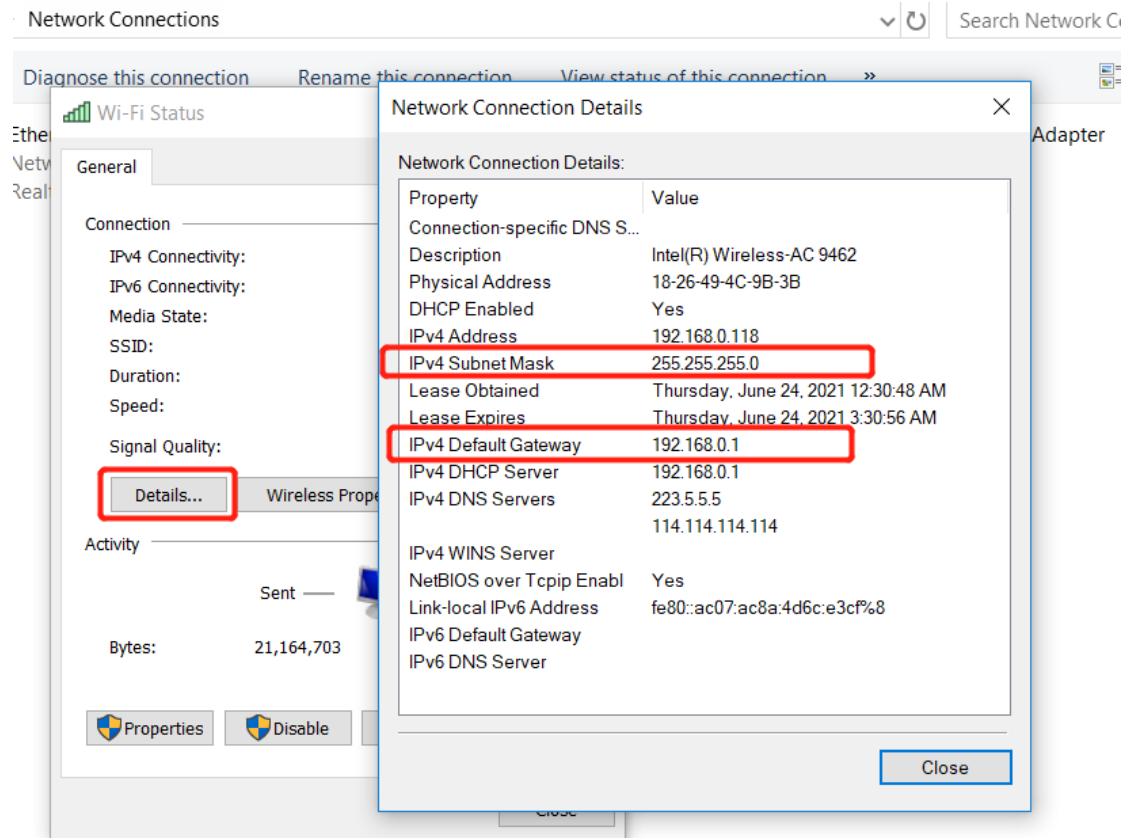 Network Connections
Search Network C
Diagnose this connection
Rename this connection
View status of this connection
»
Wi-Fi Status
Network Connection Details
Ethe
Adapter
Netw
General
Network Connection Details:
Realt
Property Value
Connection
Connection-specific DNS S...
IPv4 Connectivity:
Description Intel(R) Wireless-AC 9462
IPv6 Connectivity:
Physical Address 18-26-49-4C-9B-3B
Media State:
DHCP Enabled Yes
SSID:
IPv4 Address 192.168.0.118
IPv4 Subnet Mask 255.255.255.0
Duration:
Lease Obtained Thursday, June 24, 2021 12:30:48 AM
Speed:
Lease Expires Thursday, June 24, 2021 3:30:56 AM
Signal Quality:
IPv4 Default Gateway 192.168.0.1
IPv4 DHCP Server 192.168.0.1
Details...
Wireless Prope
IPv4 DNS Servers 223.5.5.5
114.114.114.114
Activity
IPv4 WINS Server
Sent
NetBIOS over Tcpip Enabl Yes
Link-local IPv6 Address fe80::ac07:ac8a:4d6c:e3cf%8
IPv6 Default Gateway
Bytes: 21,164,703
IPv6 DNS Server
Properties
Disable
Close
Close